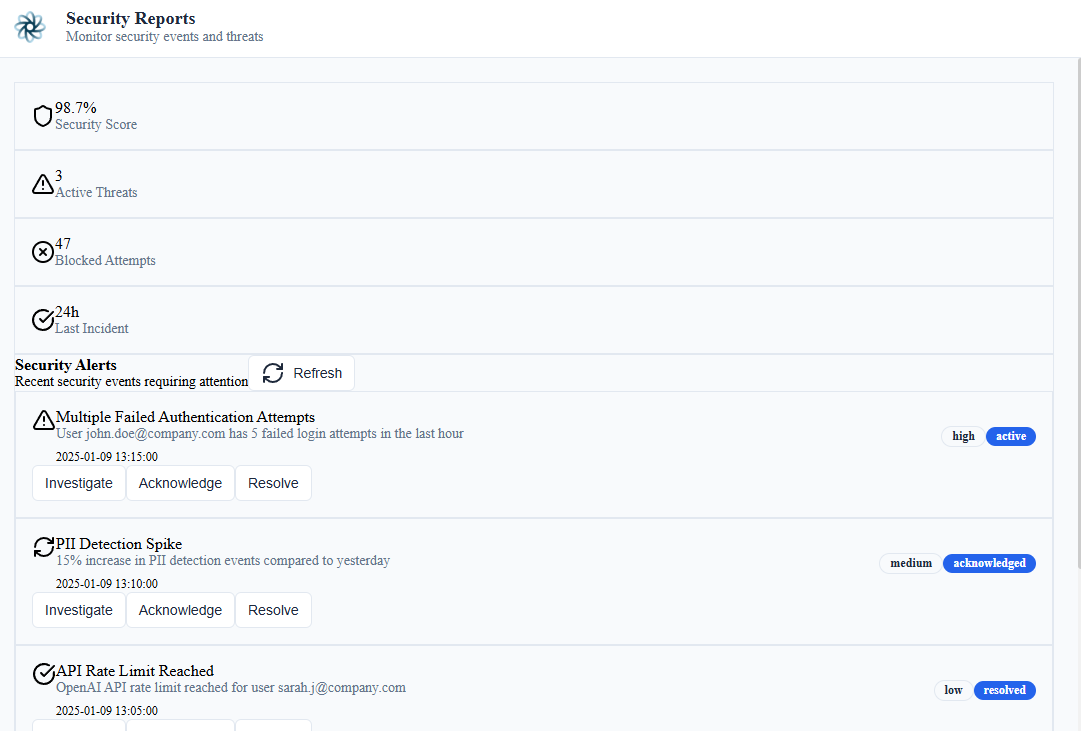 Security Reports
Monitor security events and threats
98.7%
Security Score
3
Active Threats
47
Blocked Attempts
24h
Last Incident
Security Alerts
Recent security events requiring attention
Refresh
Multiple Failed Authentication Attempts
User john.doe@company.com has 5 failed login attempts in the last hour
high active
2025-01-09 13:15:00
Investigate Acknowledge Resolve
PII Detection Spike
15% increase in PII detection events compared to yesterday
medium acknowledged
2025-01-09 13:10:00
Investigate Acknowledge Resolve
API Rate Limit Reached
OpenAI API rate limit reached for user sarah.j@company.com
low resolved
2025-01-09 13:05:00